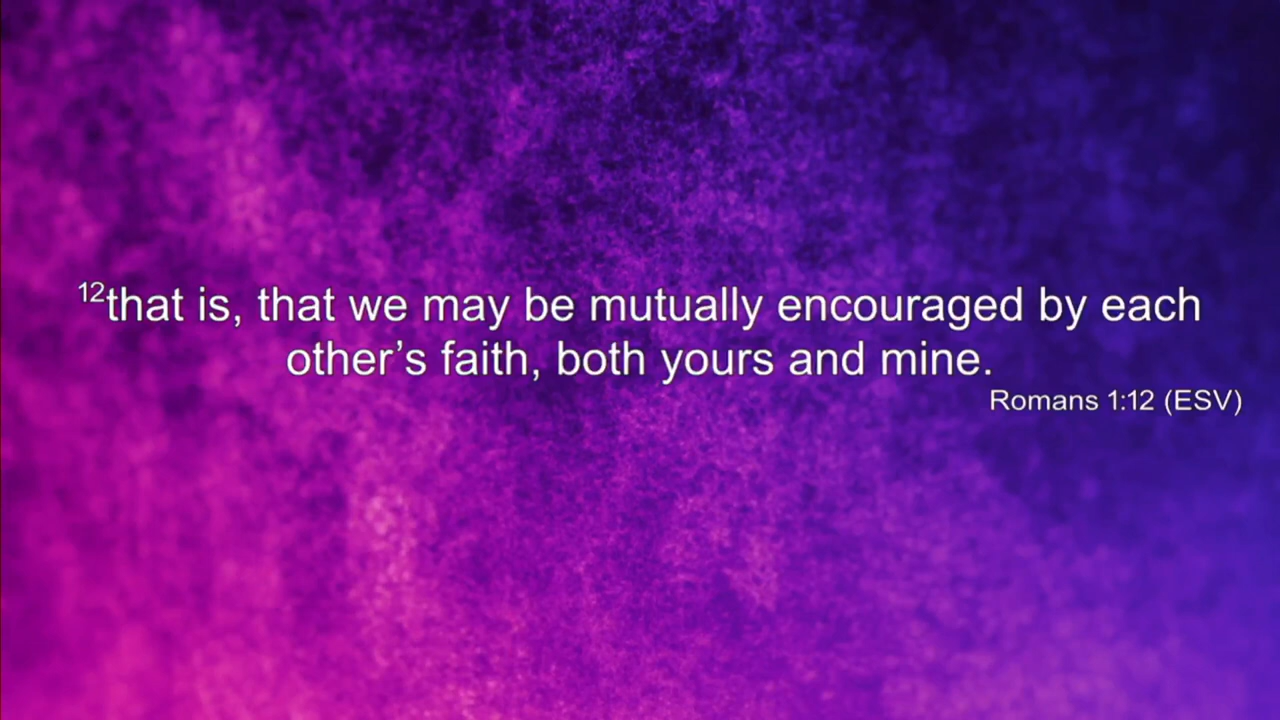 12that is, that we may be mutually encouraged by each
other’s faith, both yours and mine.
Romans 1:12 (ESV)